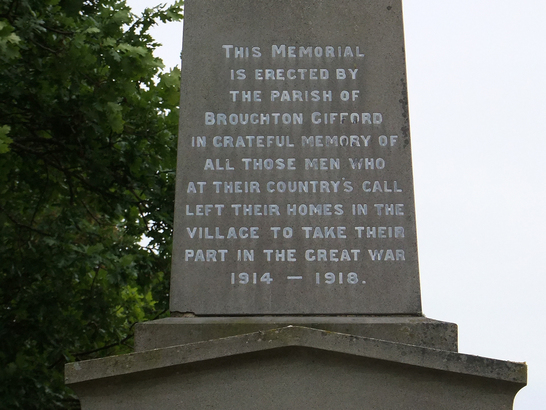 THIS MEMORIAL
IS ERECTED BY
THE PARISH OF
BROUGHTON GIFFORD
IN GRATEFUL MEMORY OF
ALL THOSE MEN WHO
AT THEIR COUNTRY'S CALL
LEFT THEIR HOMES IN THE
VILLAGE TO TAKE THEIR
PART IN THE GREAT WAR
1914 — 1918.